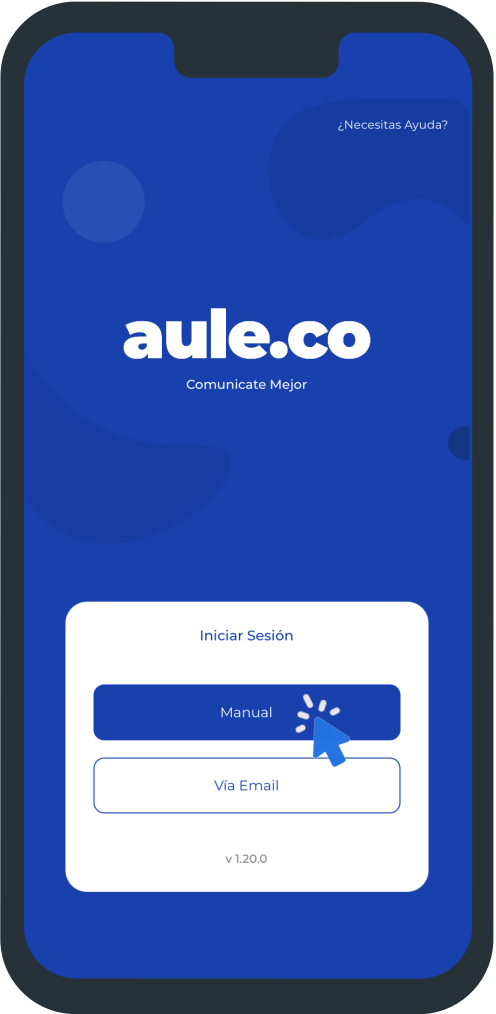 ¿Necesitas Ayuda?
aule.co
Comunicate Mejor
Iniciar Sesión
Manual
Vía Email
v 1.20.0